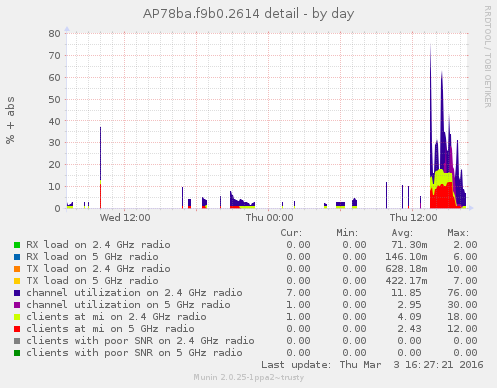 AP78ba.f9b0.2614 detail - by day
RRDTOOL / TOBI OETIKER
% + abs
80
70
60
50
40
30
20
10
0
Wed 12:00 Thu 00:00 Thu 12:00
Cur: Min: Avg: Max:
RX load on 2.4 GHz radio 0.00 0.00 71.30m 2.00
RX load on 5 GHz radio 0.00 0.00 146.10m 6.00
TX load on 2.4 GHz radio 0.00 0.00 628.18m 10.00
TX load on 5 GHz radio 0.00 0.00 422.17m 7.00
channel utilization on 2.4 GHz radio 7.00 0.00 11.85 76.00
channel utilization on 5 GHz radio 1.00 0.00 2.95 30.00
clients at mi on 2.4 GHz radio 1.00 0.00 4.09 18.00
clients at mi on 5 GHz radio 0.00 0.00 2.43 12.00
clients with poor SNR on 2.4 GHz radio 0.00 0.00 0.00 0.00
clients with poor SNR on 5 GHz radio 0.00 0.00 0.00 0.00
Last update: Thu Mar 3 16:27:21 2016
Munin 2.0.25-1ppa2~trusty